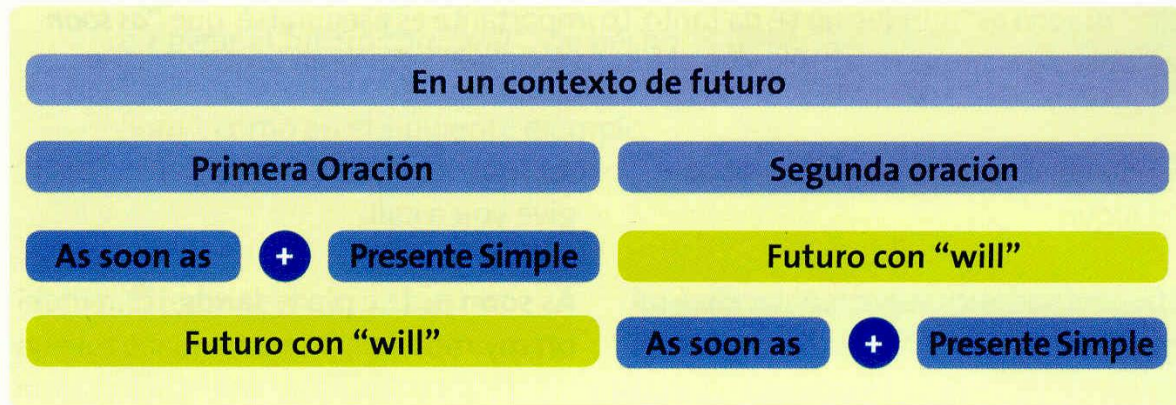 En un contexto de futuro
Primera Oración Segunda oración
As soon as + Presente Simple Futuro con “will”
Futuro con “will” As soon as + Presente Simple